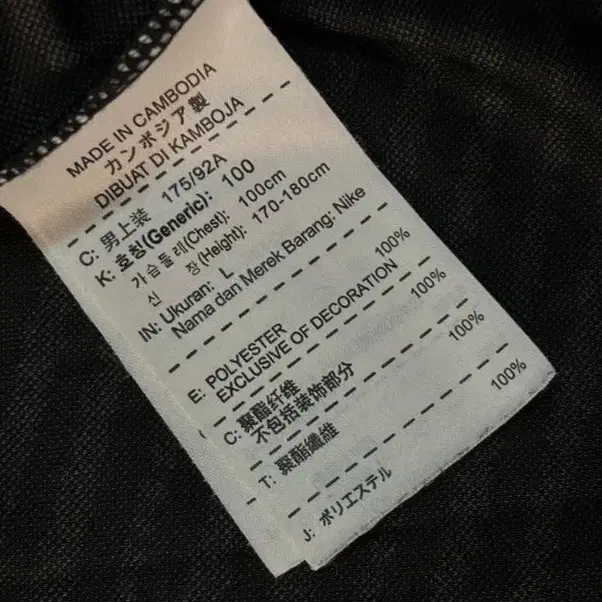 MADE IN CAMBODIA
カンボジア製
DIBUAT DI KAMBOJA
C: 男上装 175/92A
K: 호칭(Generic): 100
가슴둘레(Chest): 100cm
신 장(Height): 170-180cm
IN: Ukuran: L
Nama dan Merek Barang: Nike
E: POLYESTER 100%
EXCLUSIVE OF DECORATION
C: 聚酯纤维 100%
不包括装饰部分
T: 聚酯纖維 100%
J: ポリエステル 100%